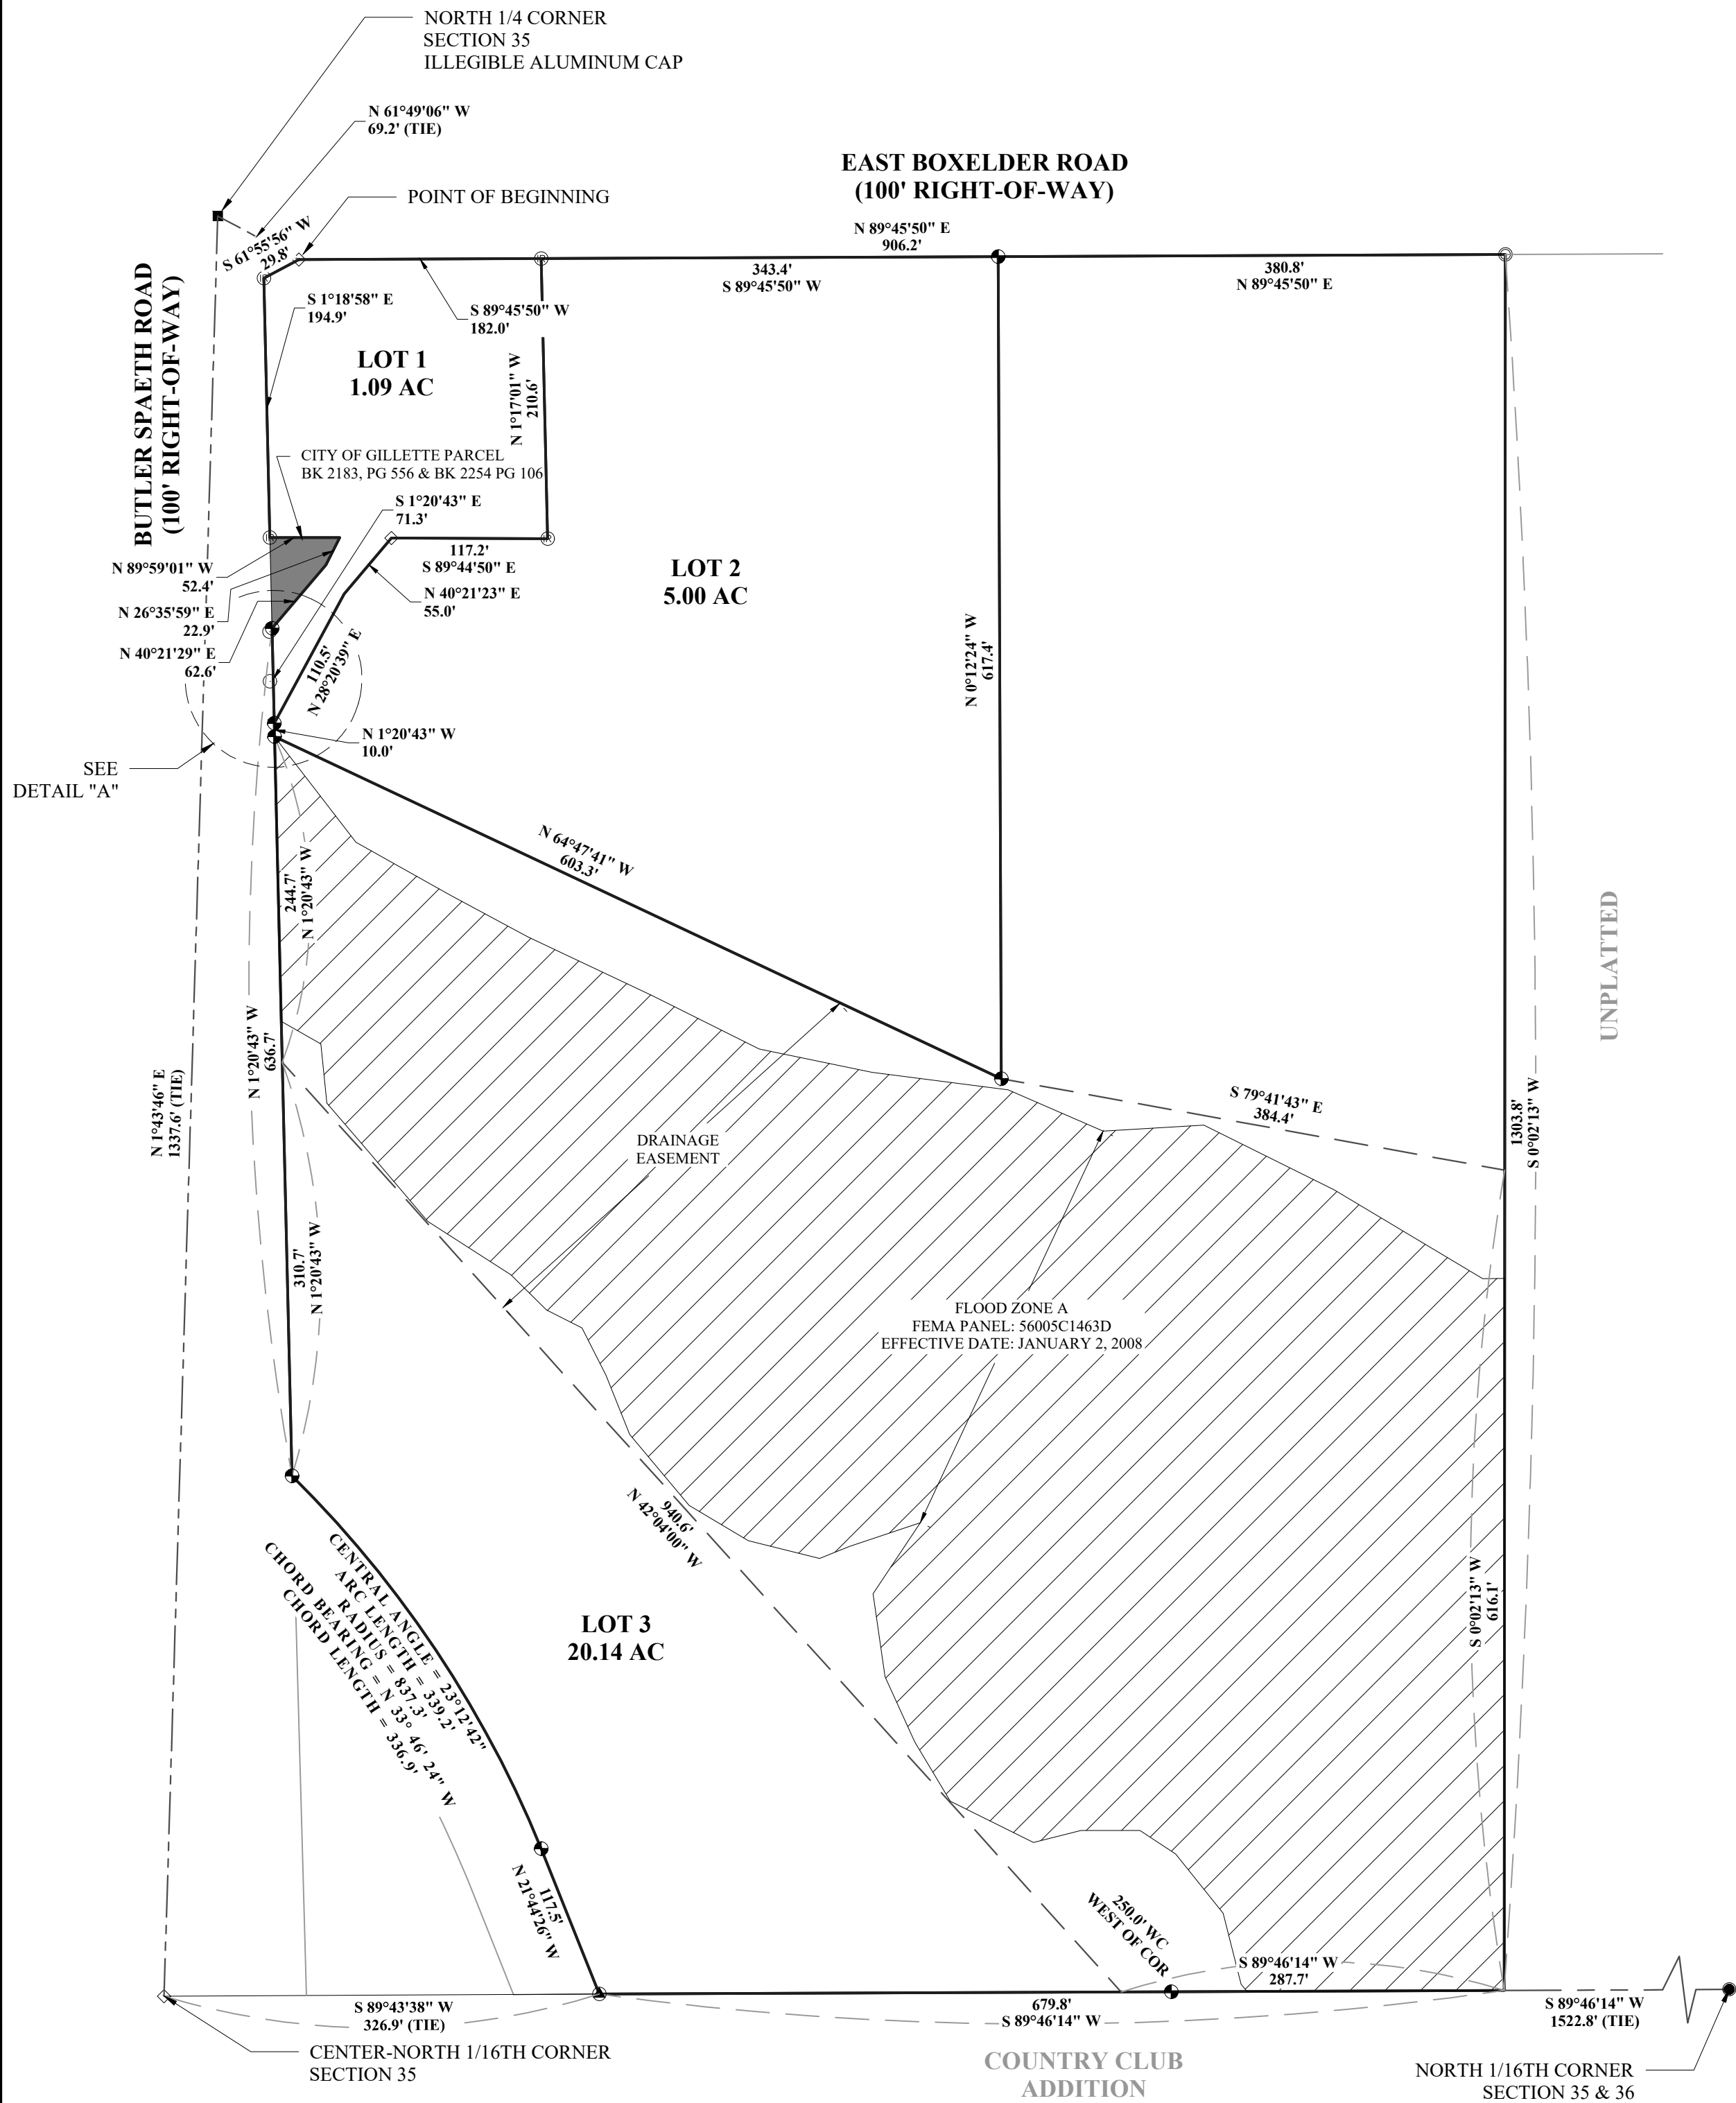 NORTH 1/4 CORNER
SECTION 35
ILLEGIBLE ALUMINUM CAP
N 61°49'06" W
69.2' (TIE)
EAST BOXELDER ROAD
(100' RIGHT-OF-WAY)
POINT OF BEGINNING
S 61°55'56" W
29.8'
N 89°45'50" E
906.2'
343.4'
S 89°45'50" W
380.8'
N 89°45'50" E
S 1°18'58" E
194.9'
S 89°45'50" W
182.0'
BUTLER SPAETH ROAD
(100' RIGHT-OF-WAY)
LOT 1
1.09 AC
N 1°17'01" W
210.6'
CITY OF GILLETTE PARCEL
BK 2183, PG 556 & BK 2254 PG 106
S 1°20'43" E
71.3'
117.2'
S 89°44'50" E
N 89°59'01" W
52.4'
N 40°21'23" E
55.0'
N 26°35'59" E
22.9'
N 40°21'29" E
62.6'
LOT 2
5.00 AC
110.5'
N 28°20'39" E
N 0°12'24" W
617.4'
N 1°20'43" W
10.0'
SEE
DETAIL "A"
N 64°47'41" W
603.3'
244.7'
N 1°20'43" W
UNPLATTED
N 1°20'43" W
636.7'
N 1°43'46" E
1337.6' (TIE)
S 79°41'43" E
384.4'
1303.8'
S 0°02'13" W
DRAINAGE
EASEMENT
310.7'
N 1°20'43" W
FLOOD ZONE A
FEMA PANEL: 56005C1463D
EFFECTIVE DATE: JANUARY 2, 2008
940.6'
N 42°04'00" W
S 0°02'13" W
616.1'
CENTRAL ANGLE = 23°12'42"
ARC LENGTH = 339.2'
RADIUS = 837.3'
CHORD BEARING = N 33° 46' 24" W
CHORD LENGTH = 336.9'
LOT 3
20.14 AC
117.5'
N 21°44'26" W
250.0' WC
WEST OF COR
S 89°46'14" W
287.7'
S 89°43'38" W
326.9' (TIE)
679.8'
S 89°46'14" W
S 89°46'14" W
1522.8' (TIE)
CENTER-NORTH 1/16TH CORNER
SECTION 35
COUNTRY CLUB
ADDITION
NORTH 1/16TH CORNER
SECTION 35 & 36